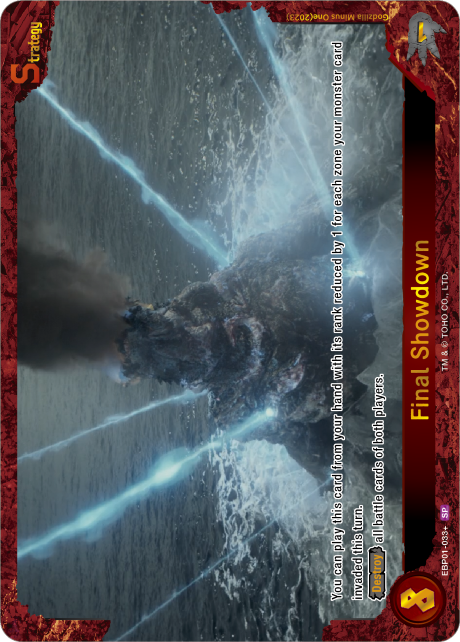 Strategy
Godzilla Minus One(2023)
1
You can play this card from your hand with its rank reduced by 1 for each zone your monster card
invaded this turn.
Destroy all battle cards of both players.
8
Final Showdown
EBP01-033+ SP
TM & © TOHO CO., LTD.